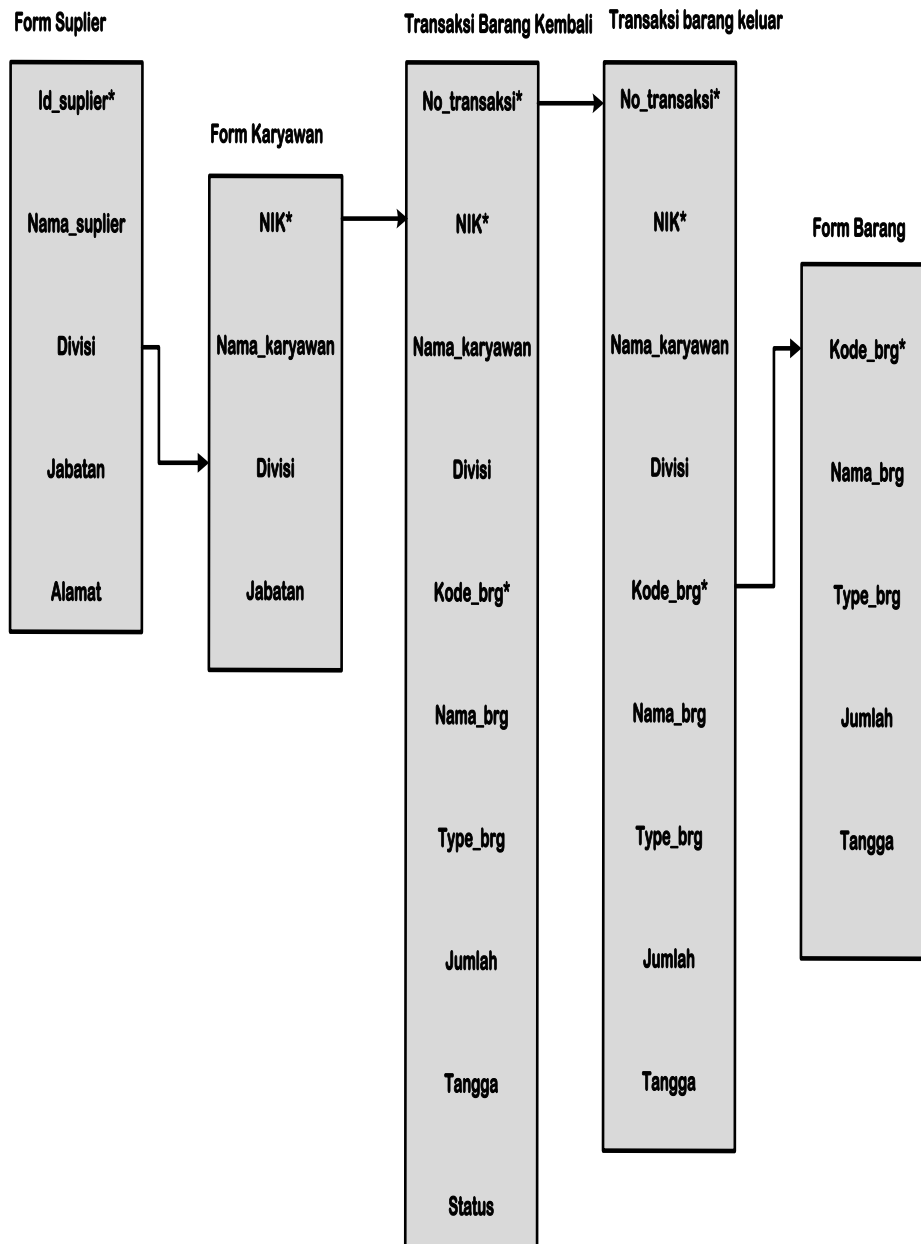 Form Suplier
Id_suplier*
Nama_suplier
Divisi
Jabatan
Alamat
Form Karyawan
NIK*
Nama_karyawan
Divisi
Jabatan
Transaksi Barang Kembali
No_transaksi*
NIK*
Nama_karyawan
Divisi
Kode_brg*
Nama_brg
Type_brg
Jumlah
Tangga
Status
Transaksi barang keluar
No_transaksi*
NIK*
Nama_karyawan
Divisi
Kode_brg*
Nama_brg
Type_brg
Jumlah
Tangga
Form Barang
Kode_brg*
Nama_brg
Type_brg
Jumlah
Tangga